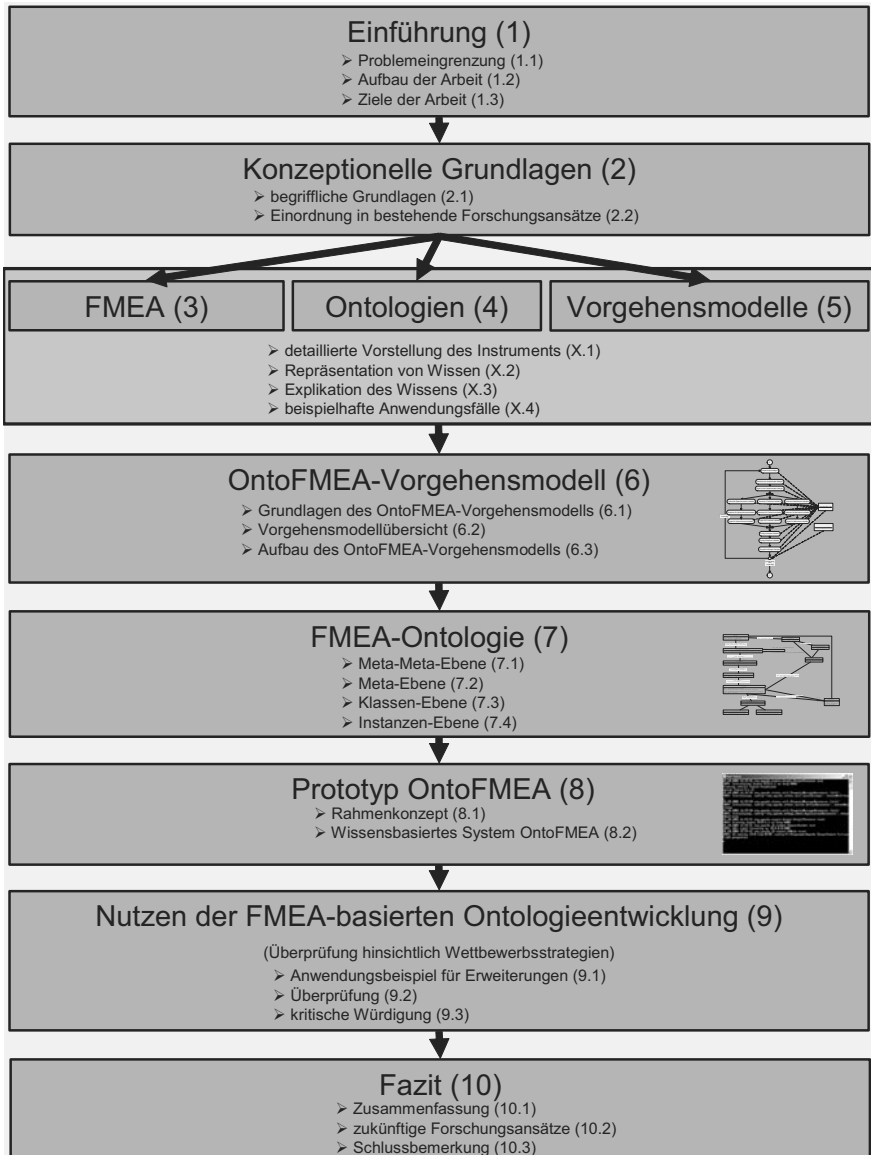 Einführung (1)
➢ Problemeingrenzung (1.1)
➢ Aufbau der Arbeit (1.2)
➢ Ziele der Arbeit (1.3)
Konzeptionelle Grundlagen (2)
➢ begriffliche Grundlagen (2.1)
➢ Einordnung in bestehende Forschungsansätze (2.2)
FMEA (3)
Ontologien (4)
Vorgehensmodelle (5)
➢ detaillierte Vorstellung des Instruments (X.1)
➢ Repräsentation von Wissen (X.2)
➢ Explikation des Wissens (X.3)
➢ beispielhafte Anwendungsfälle (X.4)
OntoFMEA-Vorgehensmodell (6)
➢ Grundlagen des OntoFMEA-Vorgehensmodells (6.1)
➢ Vorgehensmodellübersicht (6.2)
➢ Aufbau des OntoFMEA-Vorgehensmodells (6.3)
FMEA-Ontologie (7)
➢ Meta-Meta-Ebene (7.1)
➢ Meta-Ebene (7.2)
➢ Klassen-Ebene (7.3)
➢ Instanzen-Ebene (7.4)
Prototyp OntoFMEA (8)
➢ Rahmenkonzept (8.1)
➢ Wissensbasiertes System OntoFMEA (8.2)
Nutzen der FMEA-basierten Ontologieentwicklung (9)
(Überprüfung hinsichtlich Wettbewerbsstrategien)
➢ Anwendungsbeispiel für Erweiterungen (9.1)
➢ Überprüfung (9.2)
➢ kritische Würdigung (9.3)
Fazit (10)
➢ Zusammenfassung (10.1)
➢ zukünftige Forschungsansätze (10.2)
➢ Schlussbemerkung (10.3)